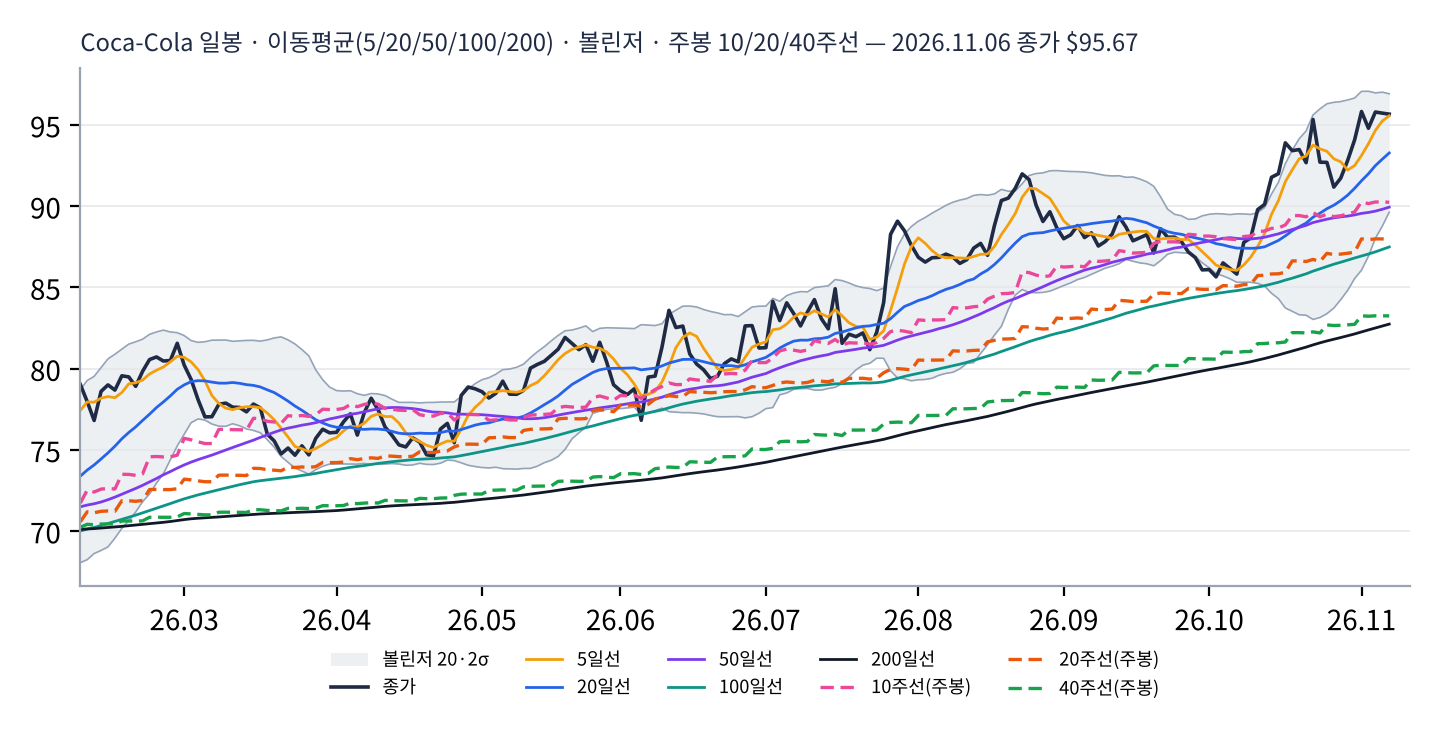 Coca-Cola 일봉 · 이동평균(5/20/50/100/200) · 볼린저 · 주봉 10/20/40주선 — 2026.11.06 종가 $95.67
95
90
85
80
75
70
26.03 26.04 26.05 26.06 26.07 26.08 26.09 26.10 26.11
볼린저 20·2σ 5일선 50일선 200일선 20주선(주봉)
종가 20일선 100일선 10주선(주봉) 40주선(주봉)